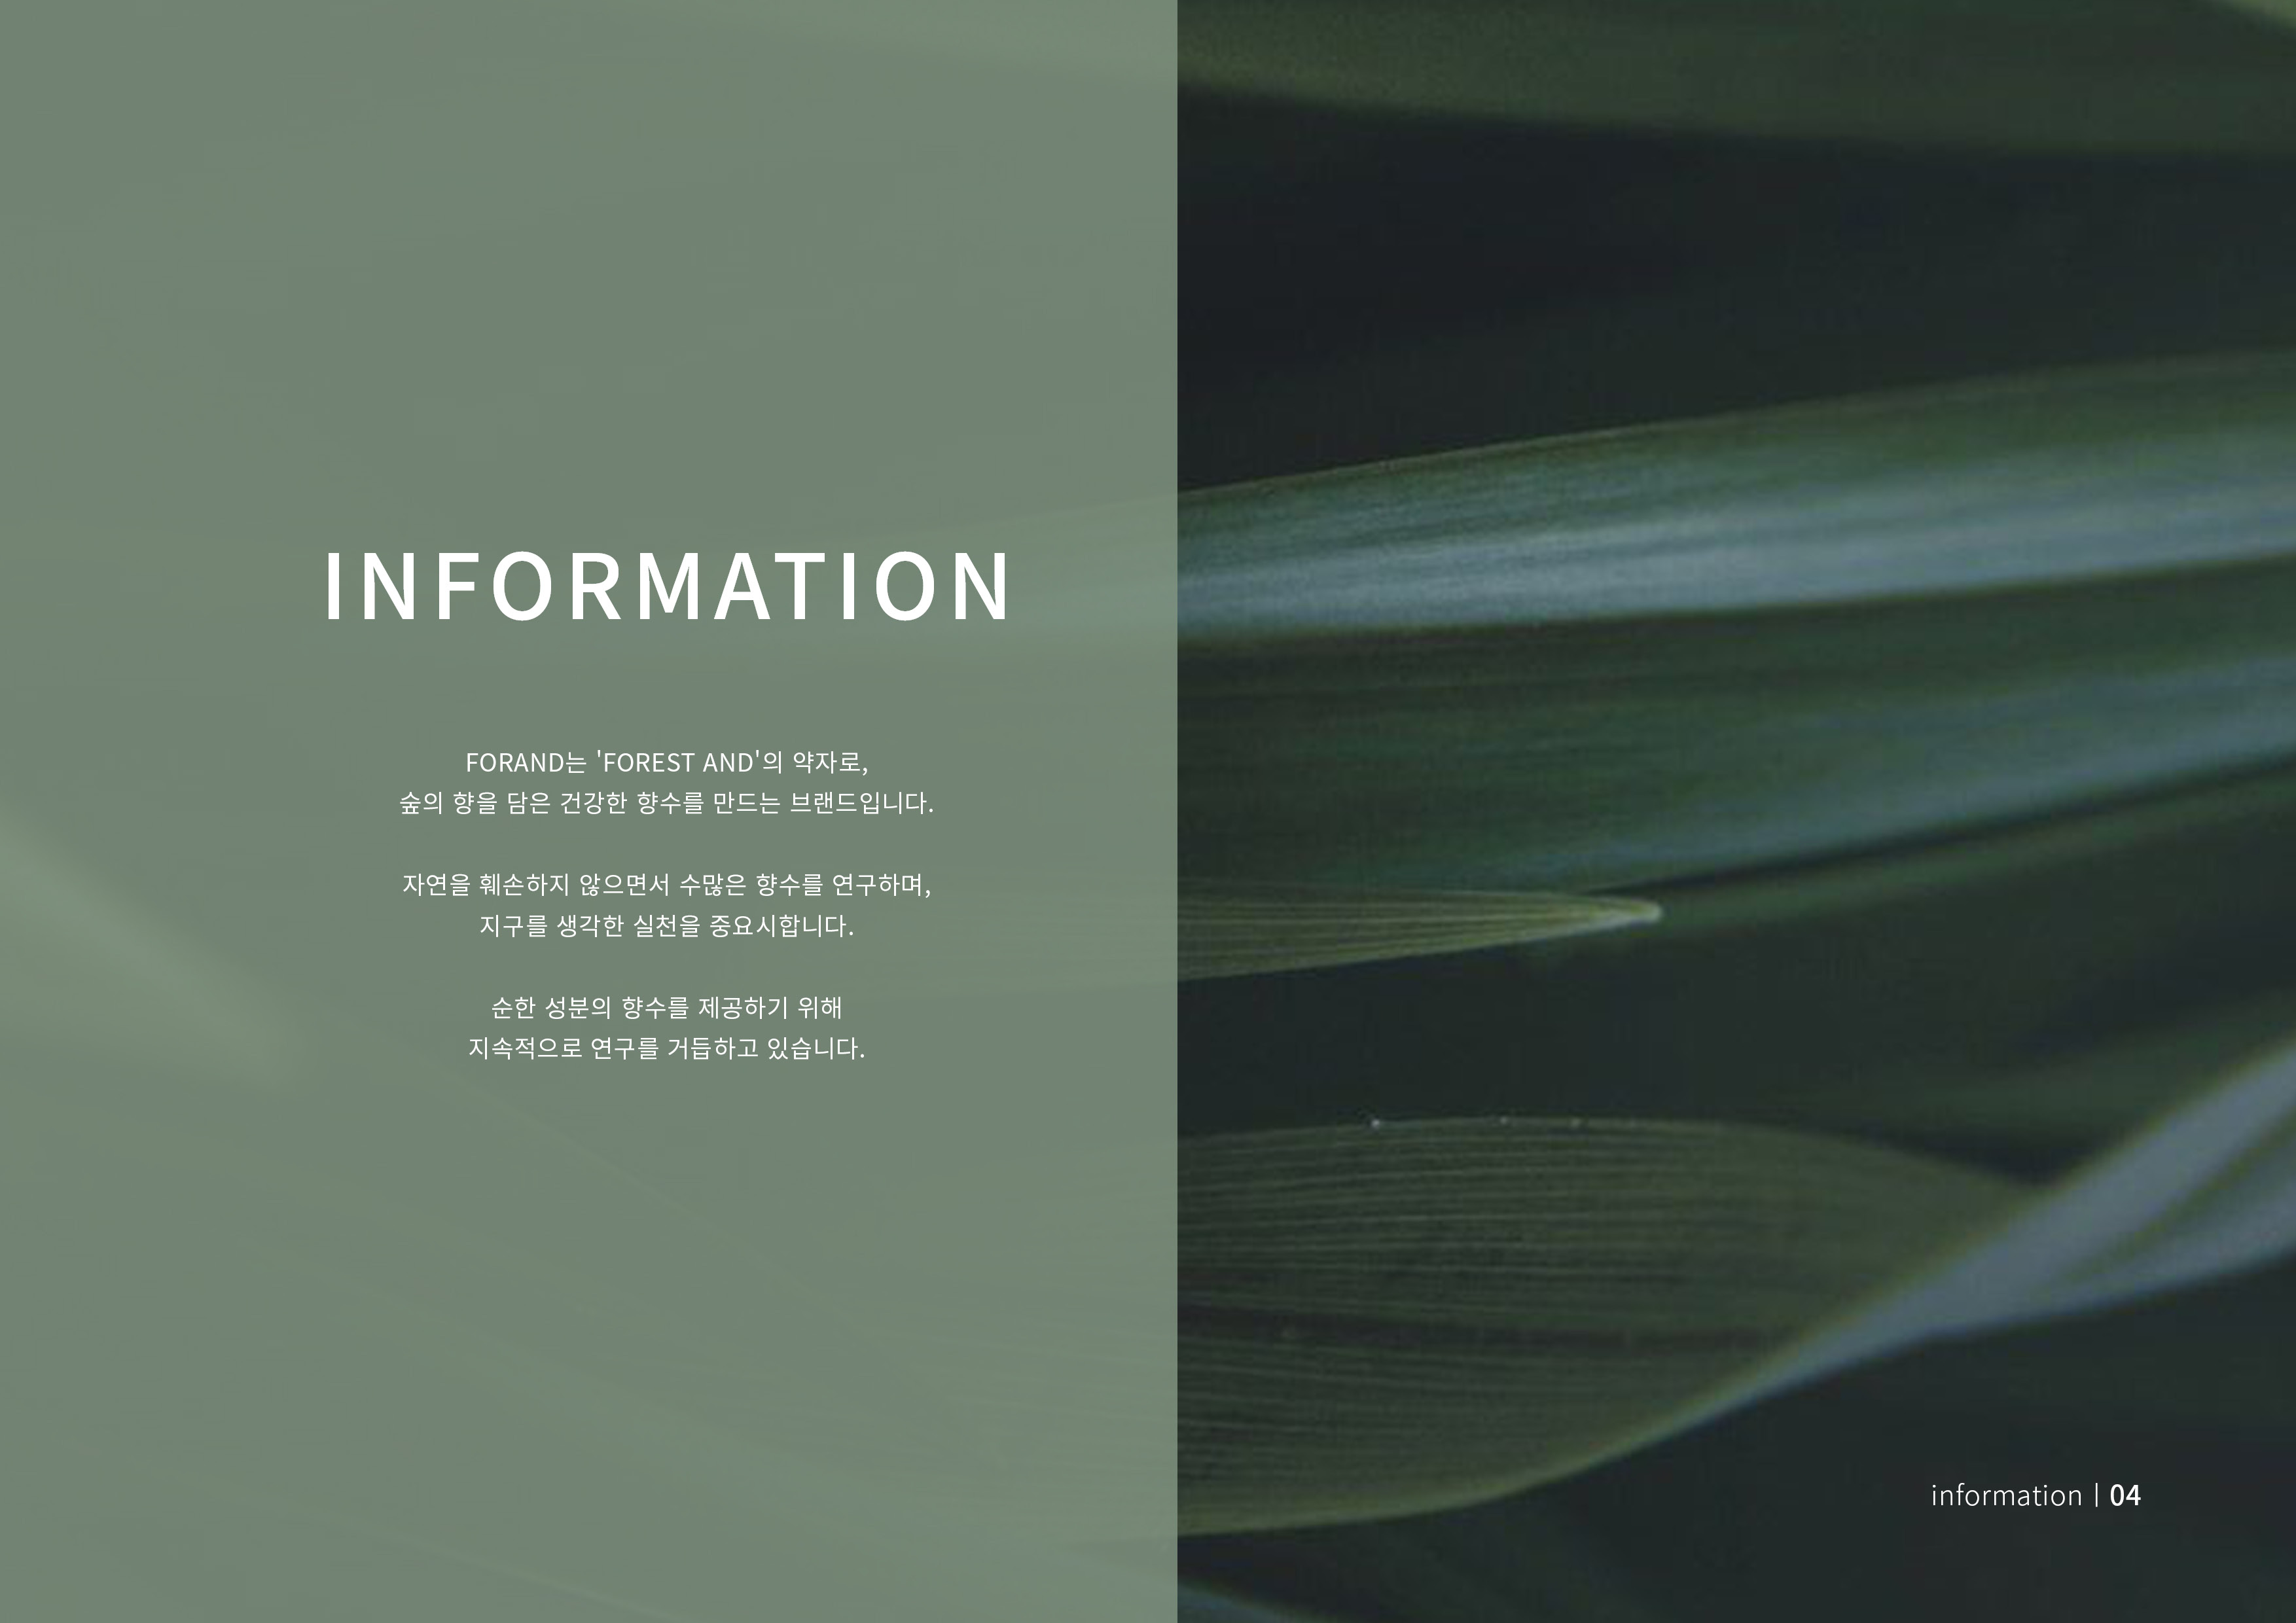 INFORMATION
FORAND는 'FOREST AND'의 약자로,
숲의 향을 담은 건강한 향수를 만드는 브랜드입니다.
자연을 훼손하지 않으면서 수많은 향수를 연구하며,
지구를 생각한 실천을 중요시합니다.
순한 성분의 향수를 제공하기 위해
지속적으로 연구를 거듭하고 있습니다.
information | 04